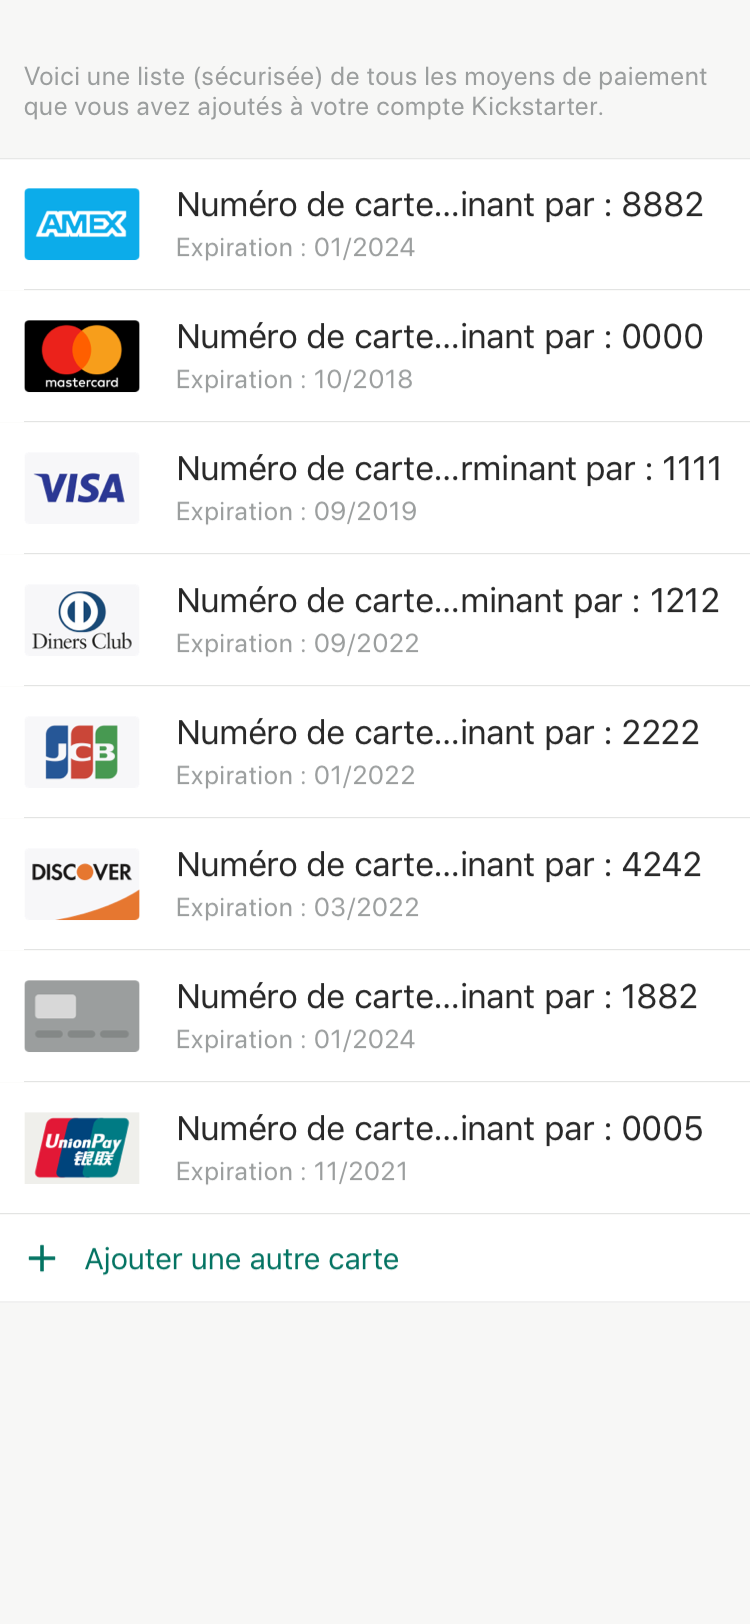 Voici une liste (sécurisée) de tous les moyens de paiement
que vous avez ajoutés à votre compte Kickstarter.
AMEX
Numéro de carte...inant par : 8882
Expiration : 01/2024
mastercard
Numéro de carte...inant par : 0000
Expiration : 10/2018
VISA
Numéro de carte...rminant par : 1111
Expiration : 09/2019
Diners Club
Numéro de carte...minant par : 1212
Expiration : 09/2022
JCB
Numéro de carte...inant par : 2222
Expiration : 01/2022
DISCOVER
Numéro de carte...inant par : 4242
Expiration : 03/2022
Numéro de carte...inant par : 1882
Expiration : 01/2024
UnionPay
银联
Numéro de carte...inant par : 0005
Expiration : 11/2021
+ Ajouter une autre carte